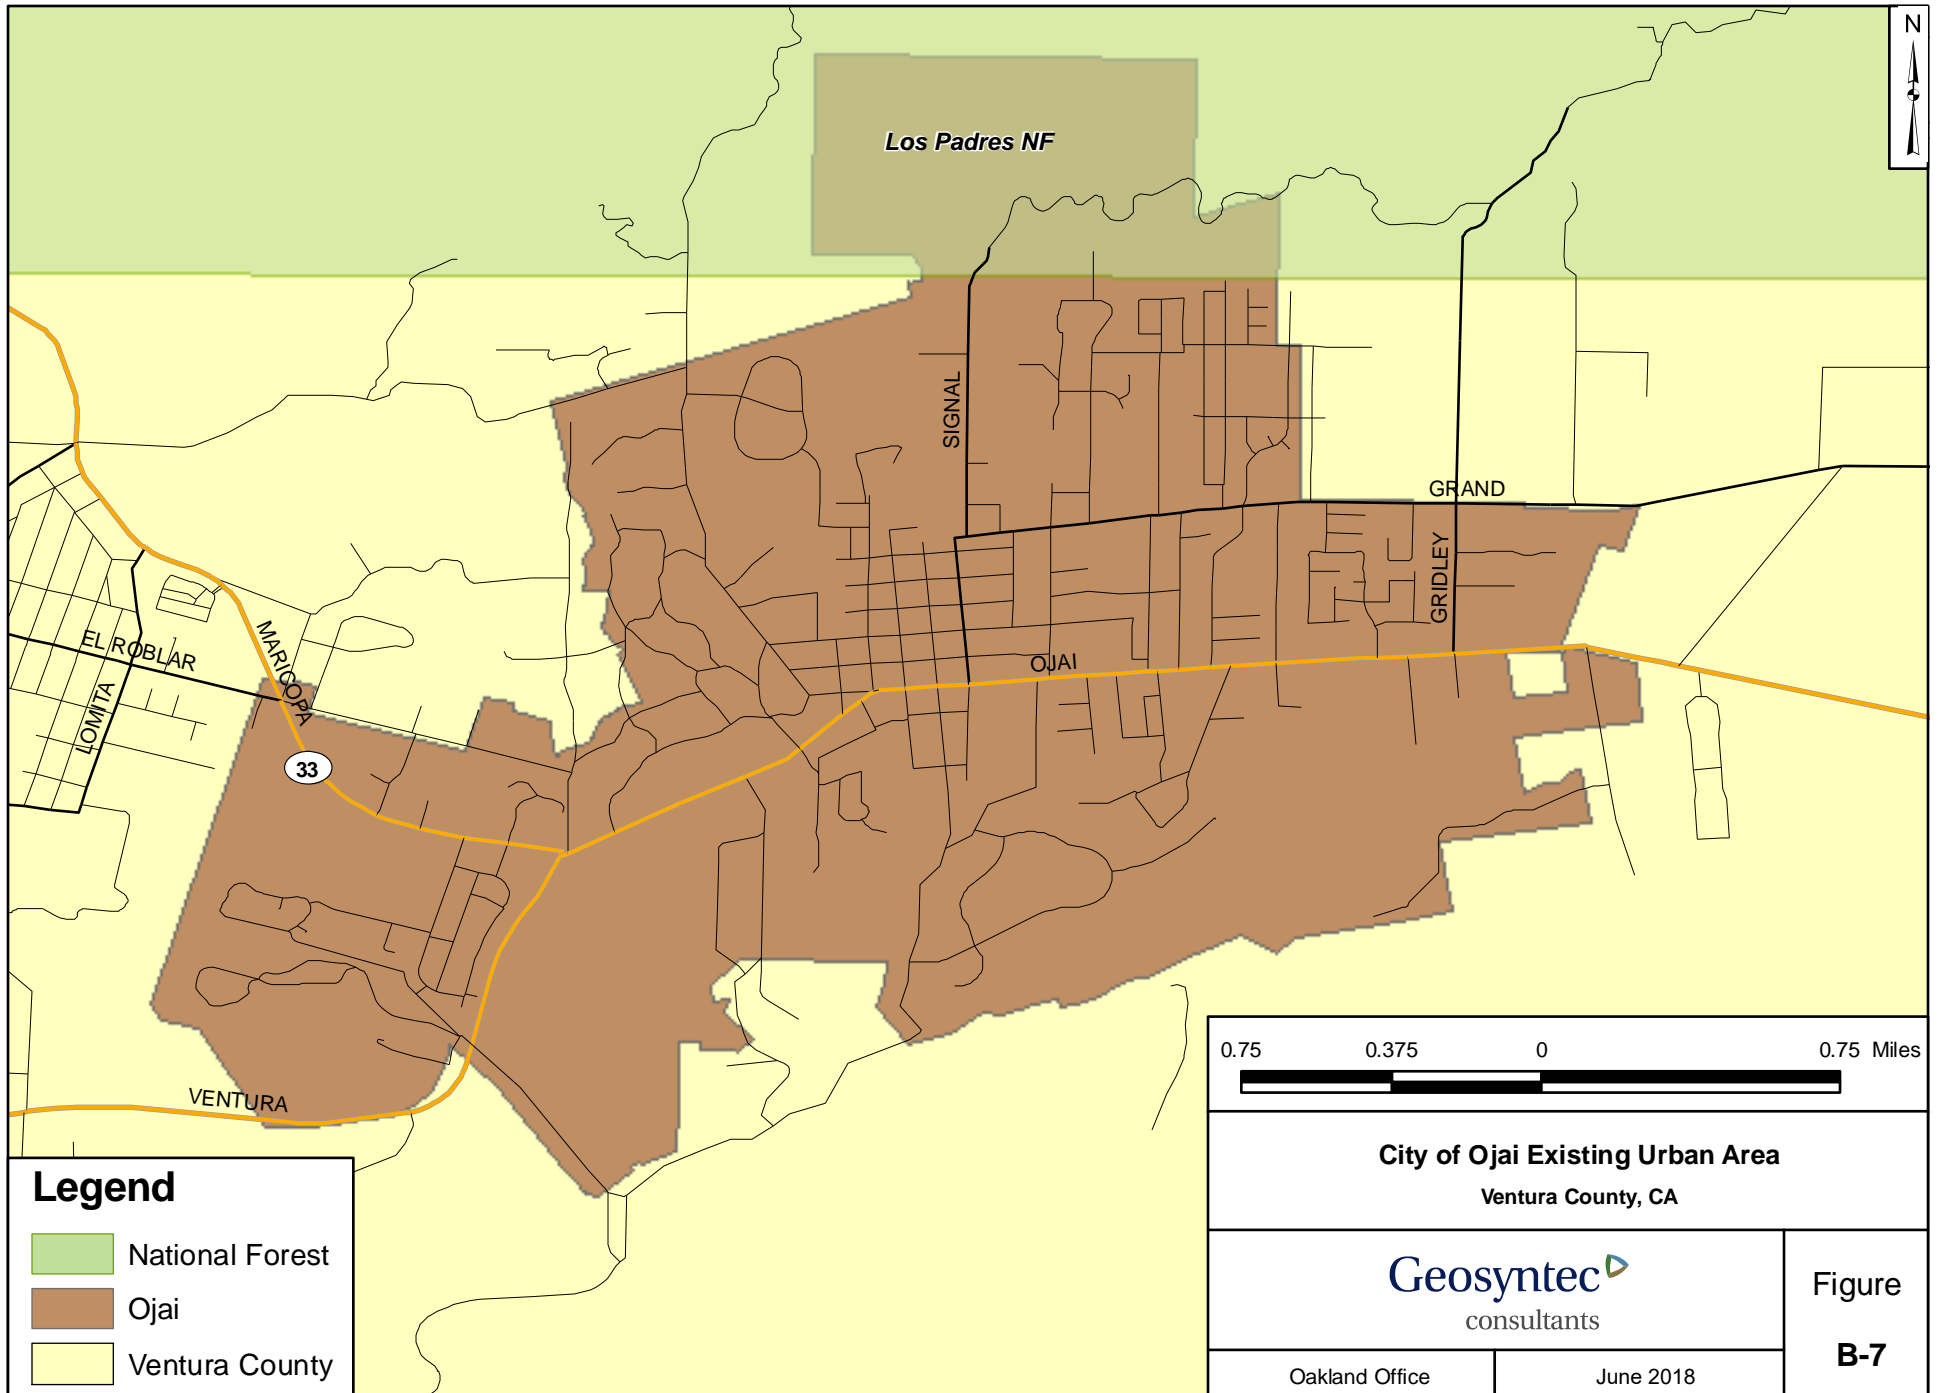 N
Los Padres NF
SIGNAL
GRAND
GRIDLEY
EL ROBLAR
MARICOPA
LOMITA
OJAI
33
VENTURA
0.75 0.375 0 0.75 Miles
City of Ojai Existing Urban Area
Ventura County, CA
Geosyntec
consultants
Figure
B-7
Oakland Office
June 2018
Legend
National Forest
Ojai
Ventura County